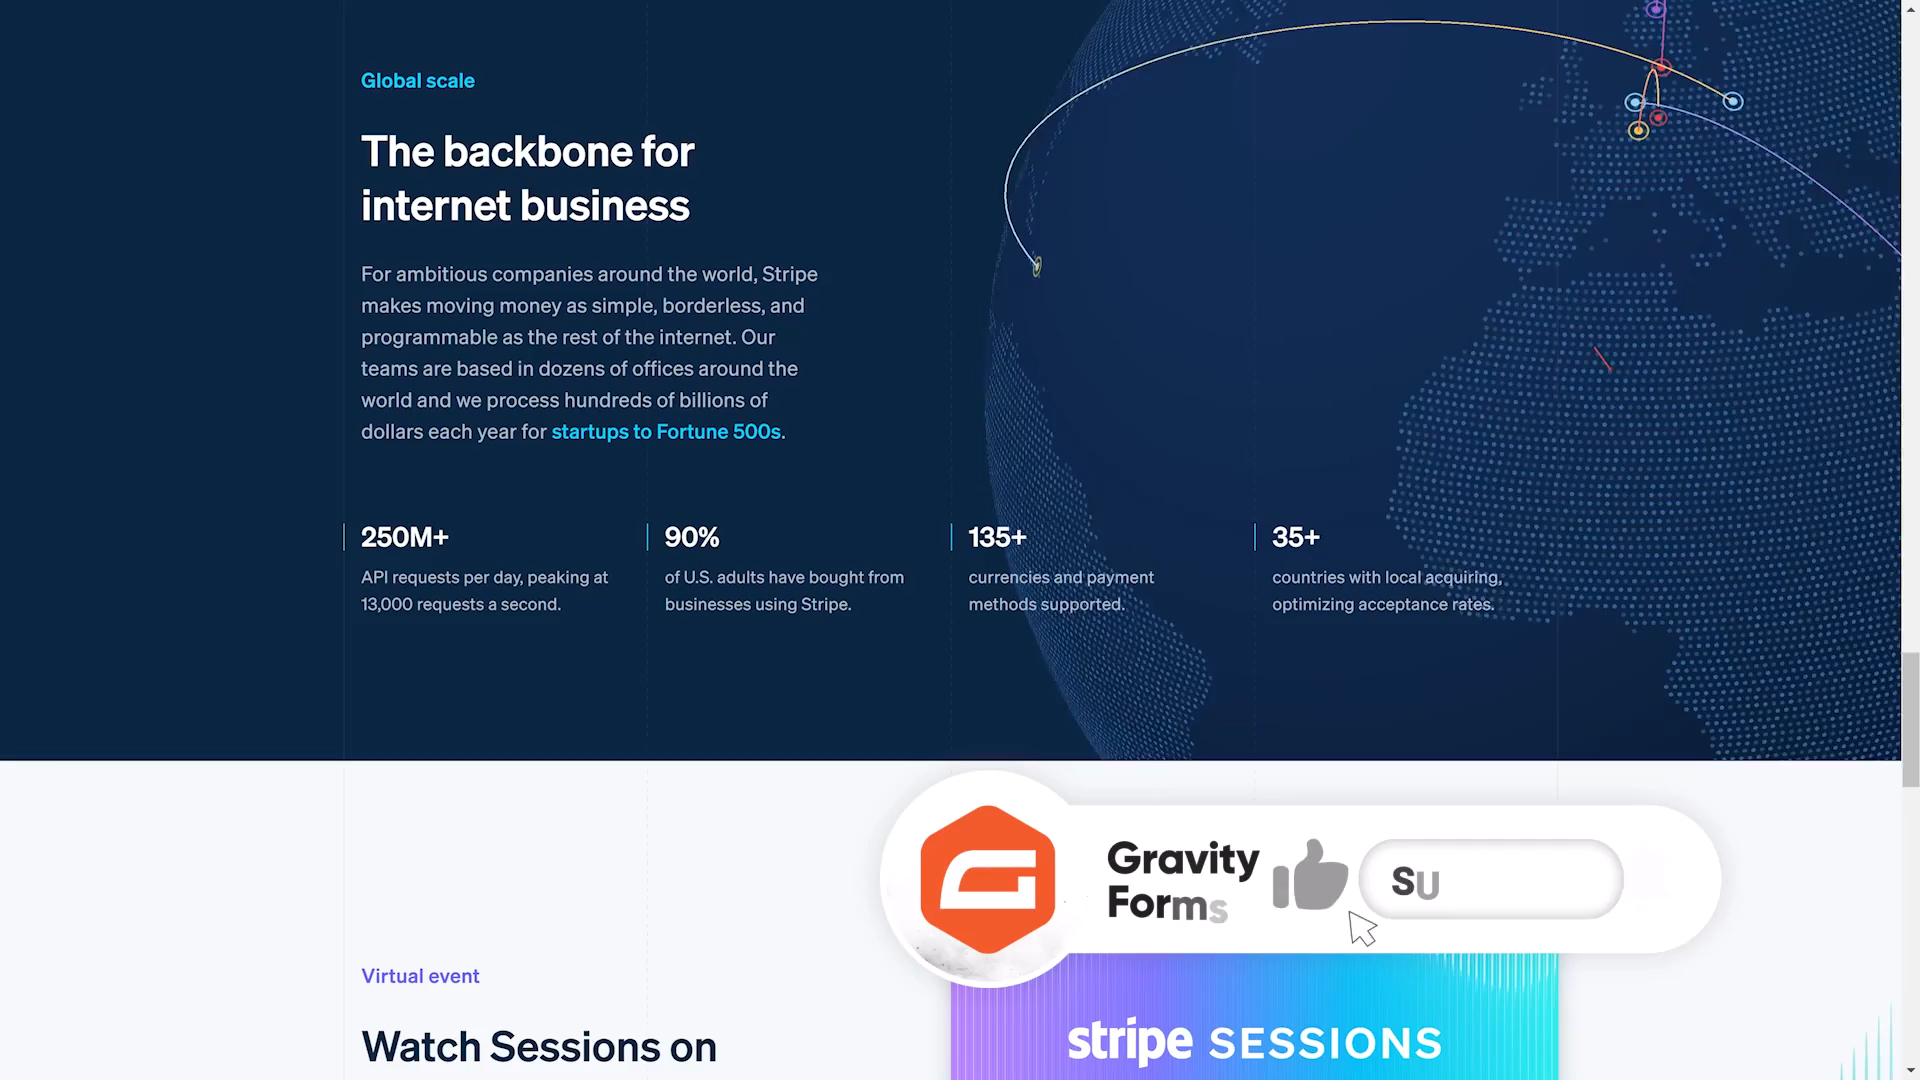 Global scale
The backbone for
internet business
For ambitious companies around the world, Stripe
makes moving money as simple, borderless, and
programmable as the rest of the internet. Our
teams are based in dozens of offices around the
world and we process hundreds of billions of
dollars each year for startups to Fortune 500s.
250M+
API requests per day, peaking at
13,000 requests a second.
90%
of U.S. adults have bought from
businesses using Stripe.
135+
currencies and payment
methods supported.
35+
countries with local acquiring,
optimizing acceptance rates.
Gravity
Forms
SU
Virtual event
Watch Sessions on
stripe SESSIONS